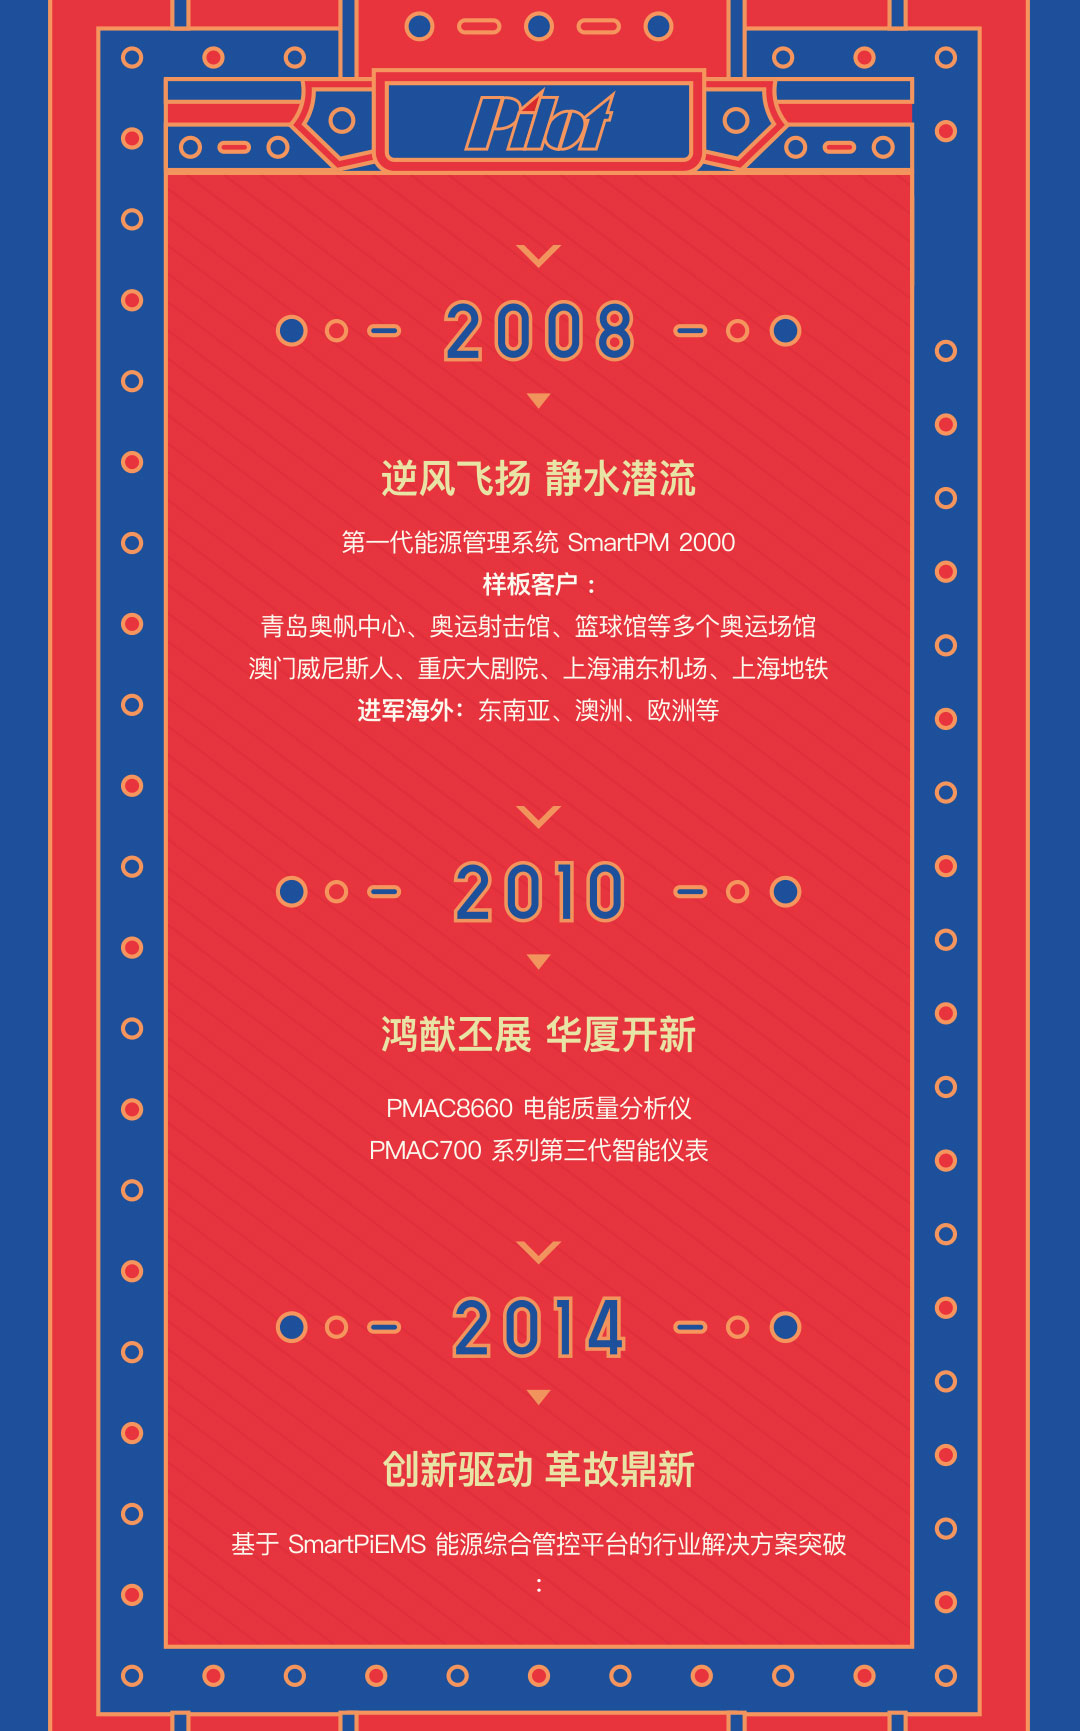 Pilot
2008
逆风飞扬 静水潜流
第一代能源管理系统 SmartPM 2000
样板客户：
青岛奥帆中心、奥运射击馆、篮球馆等多个奥运场馆
澳门威尼斯人、重庆大剧院、上海浦东机场、上海地铁
进军海外：东南亚、澳洲、欧洲等
2010
鸿猷丕展 华厦开新
PMAC8660 电能质量分析仪
PMAC700 系列第三代智能仪表
2014
创新驱动 革故鼎新
基于 SmartPiEMS 能源综合管控平台的行业解决方案突破
：